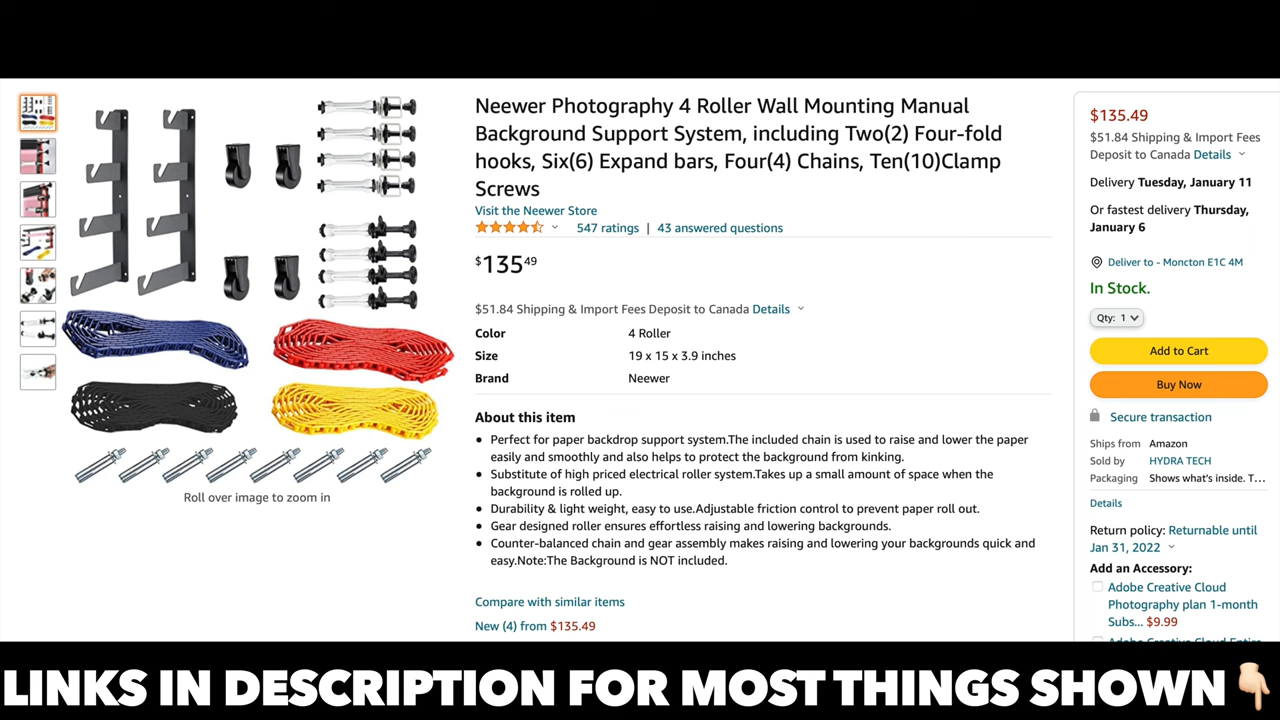 Neewer Photography 4 Roller Wall Mounting Manual
Background Support System, including Two(2) Four-fold
hooks, Six(6) Expand bars, Four(4) Chains, Ten(10)Clamp
Screws
Visit the Neewer Store
547 ratings | 43 answered questions
$135 49
$51.84 Shipping & Import Fees Deposit to Canada Details
Color 4 Roller
Size 19 x 15 x 3.9 inches
Brand Neewer
About this item
• Perfect for paper backdrop support system.The included chain is used to raise and lower the paper
easily and smoothly and also helps to protect the background from kinking.
• Substitute of high priced electrical roller system.Takes up a small amount of space when the
background is rolled up.
• Durability & light weight, easy to use.Adjustable friction control to prevent paper roll out.
• Gear designed roller ensures effortless raising and lowering backgrounds.
• Counter-balanced chain and gear assembly makes raising and lowering your backgrounds quick and
easy.Note:The Background is NOT included.
Compare with similar items
New (4) from $135.49
Roll over image to zoom in
$135.49
$51.84 Shipping & Import Fees
Deposit to Canada Details
Delivery Tuesday, January 11
Or fastest delivery Thursday,
January 6
Deliver to - Moncton E1C 4M
In Stock.
Qty: 1
Add to Cart
Buy Now
Secure transaction
Ships from Amazon
Sold by HYDRA TECH
Packaging Shows what's inside. T...
Details
Return policy: Returnable until
Jan 31, 2022
Add an Accessory:
Adobe Creative Cloud
Photography plan 1-month
Subs... $9.99
Adobe Creative Cloud Entire
LINKS IN DESCRIPTION FOR MOST THINGS SHOWN 👇🏻